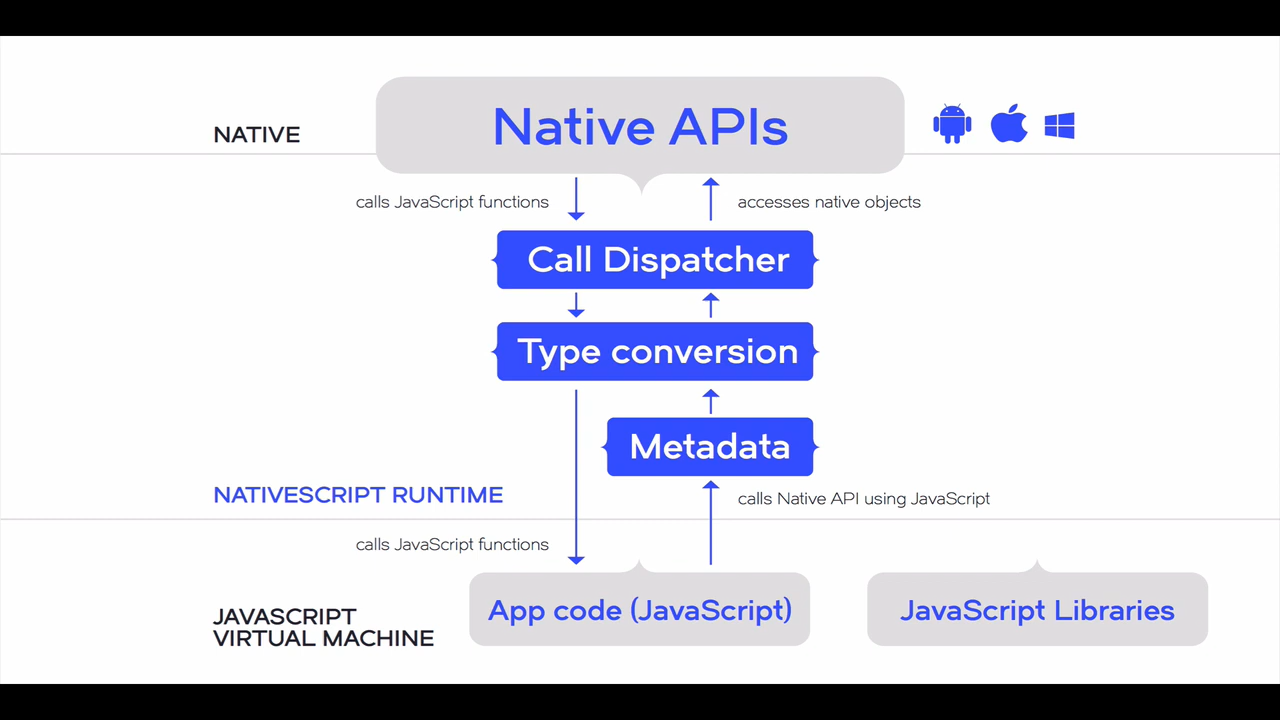 Native APIs
NATIVE
calls JavaScript functions
accesses native objects
Call Dispatcher
Type conversion
Metadata
NATIVESCRIPT RUNTIME
calls Native API using JavaScript
calls JavaScript functions
App code (JavaScript)
JavaScript Libraries
JAVASCRIPT
VIRTUAL MACHINE